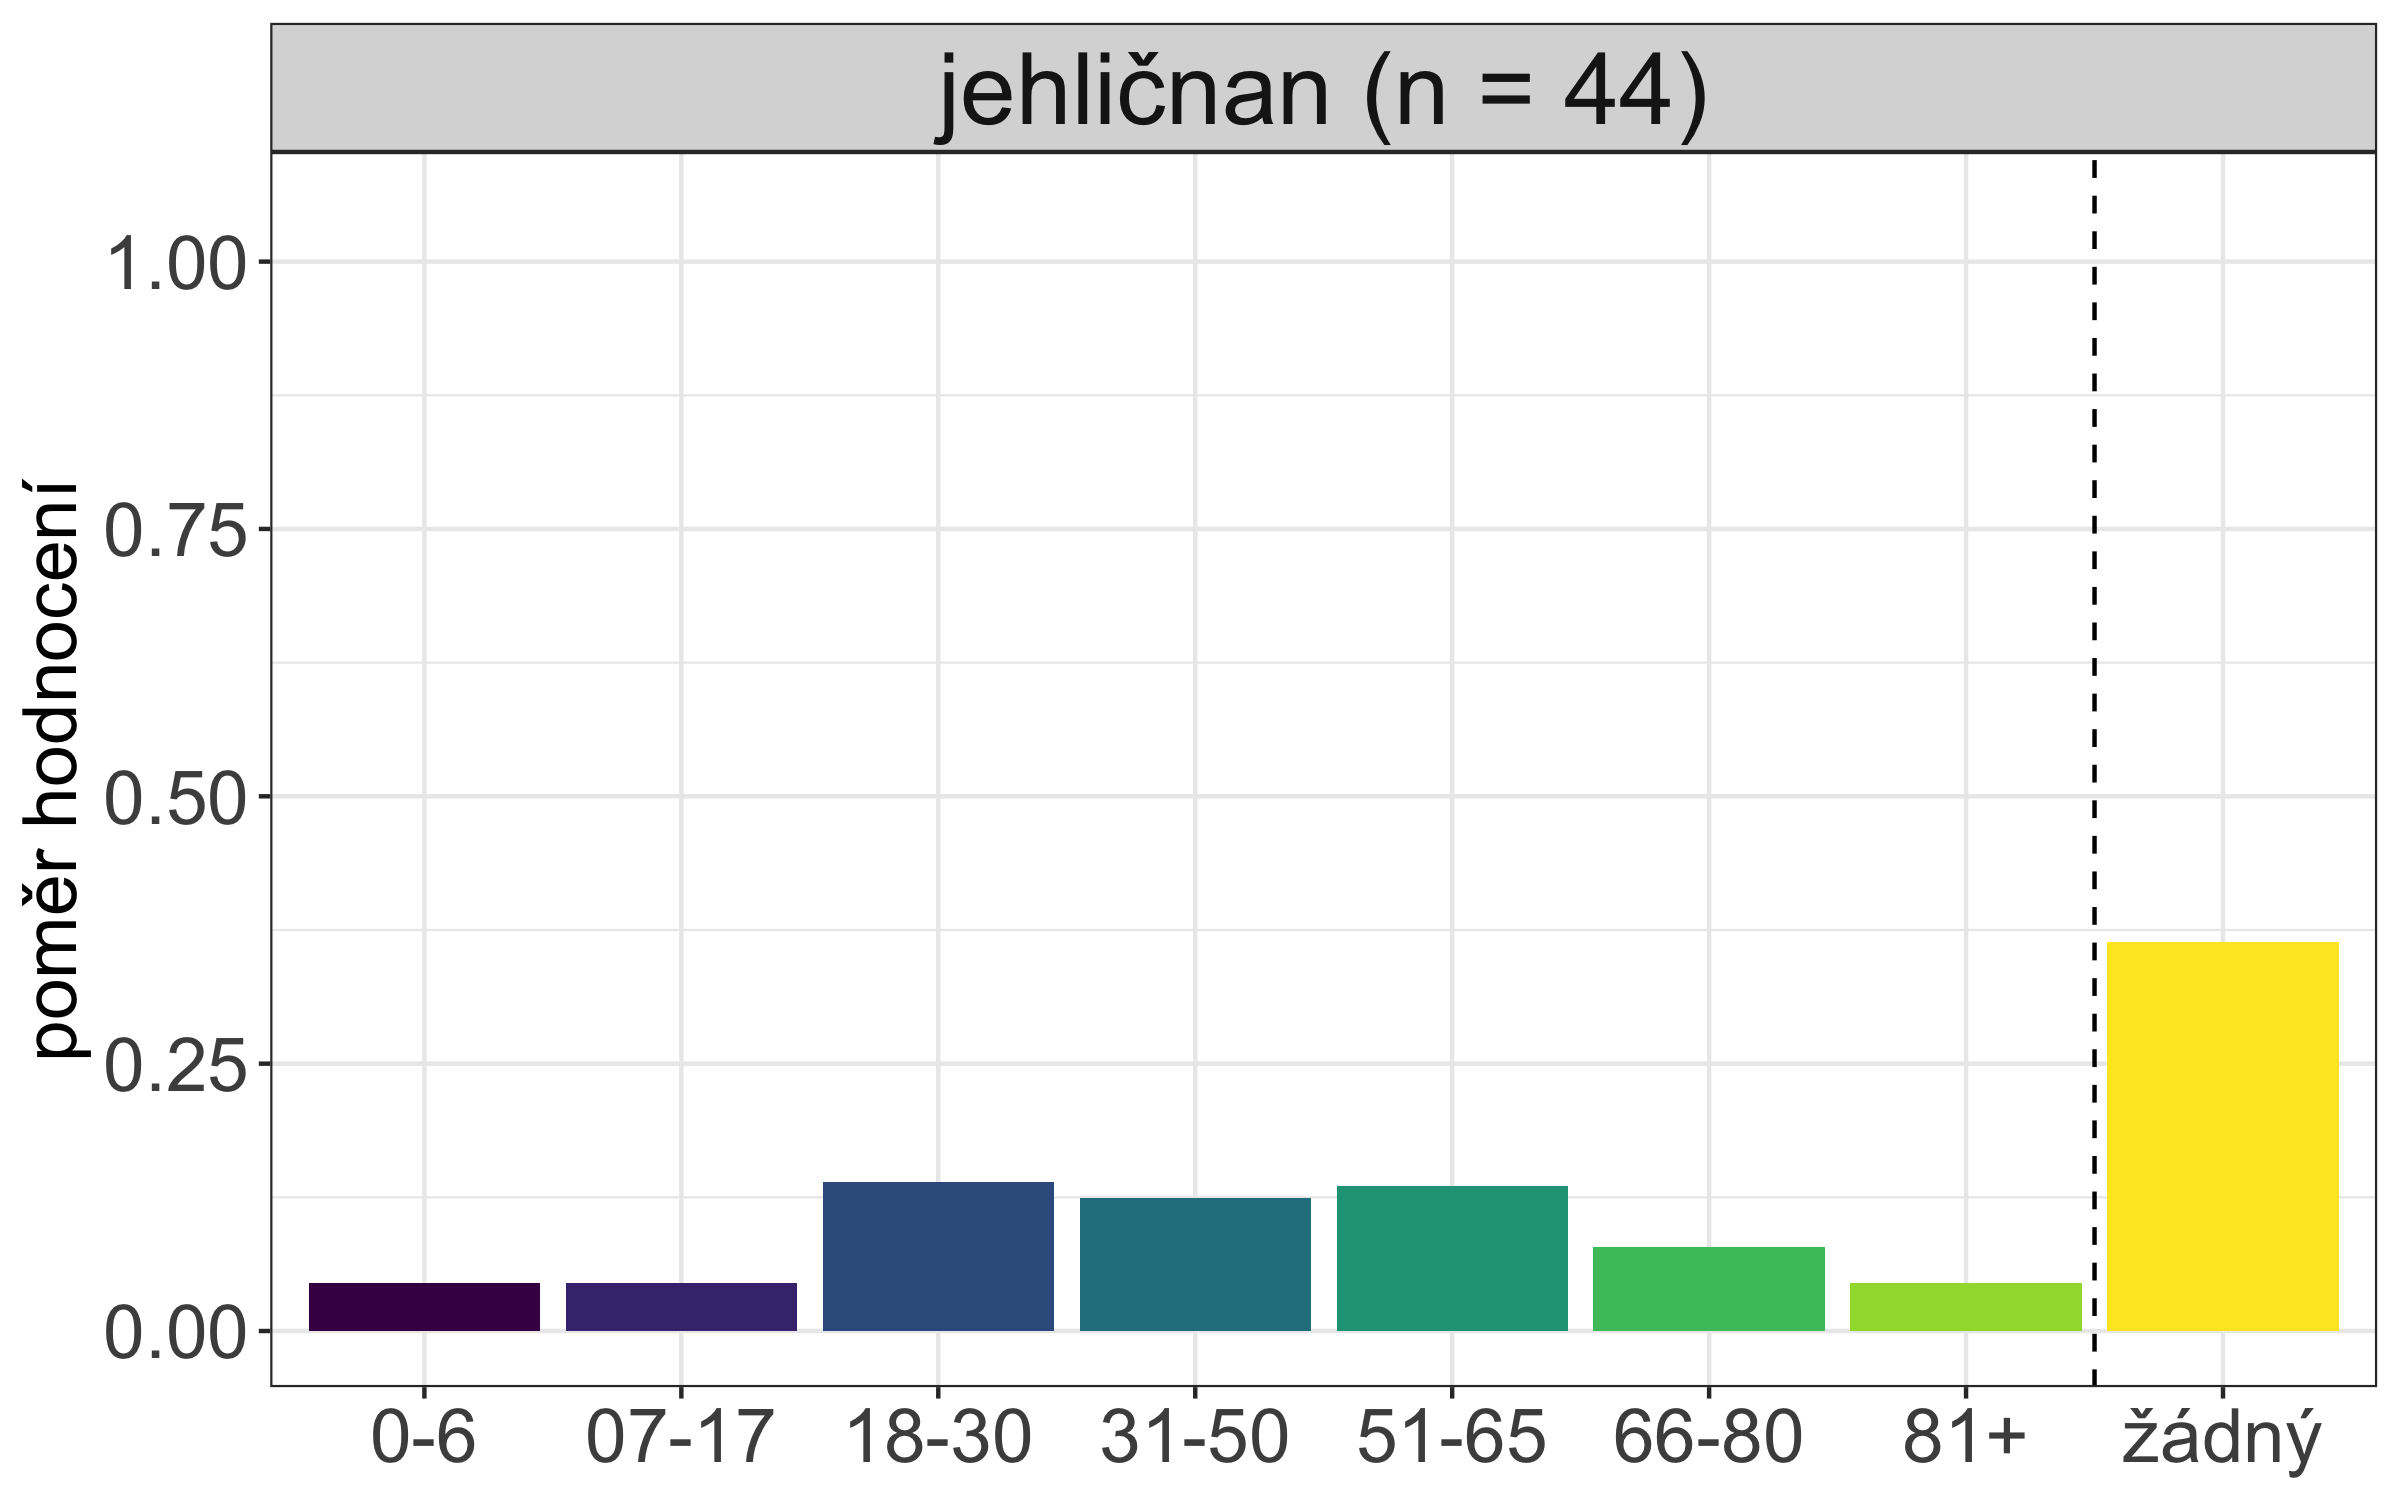 jehličnan (n = 44)
poměr hodnocení
1.00
0.75
0.50
0.25
0.00
0-6 07-17 18-30 31-50 51-65 66-80 81+ žádný